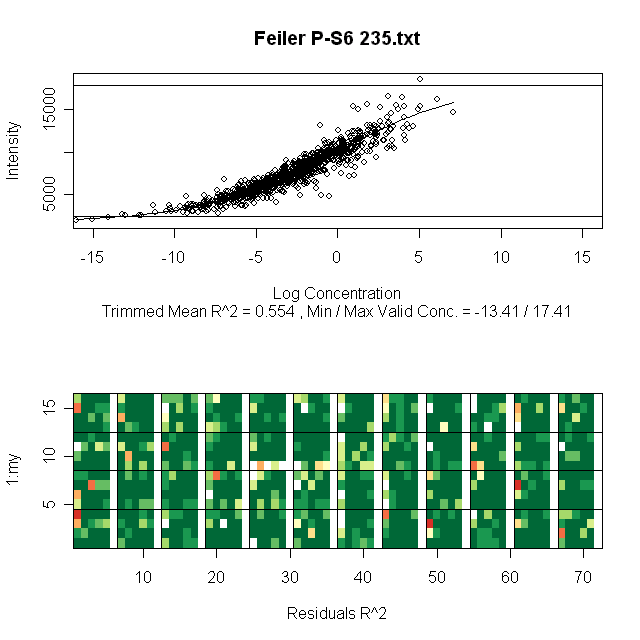 Feiler P-S6 235.txt
Intensity
5000
15000
-15 -10 -5 0 5 10 15
Log Concentration
Trimmed Mean R^2 = 0.554 , Min / Max Valid Conc. = -13.41 / 17.41
1:my
15
10
5
10 20 30 40 50 60 70
Residuals R^2